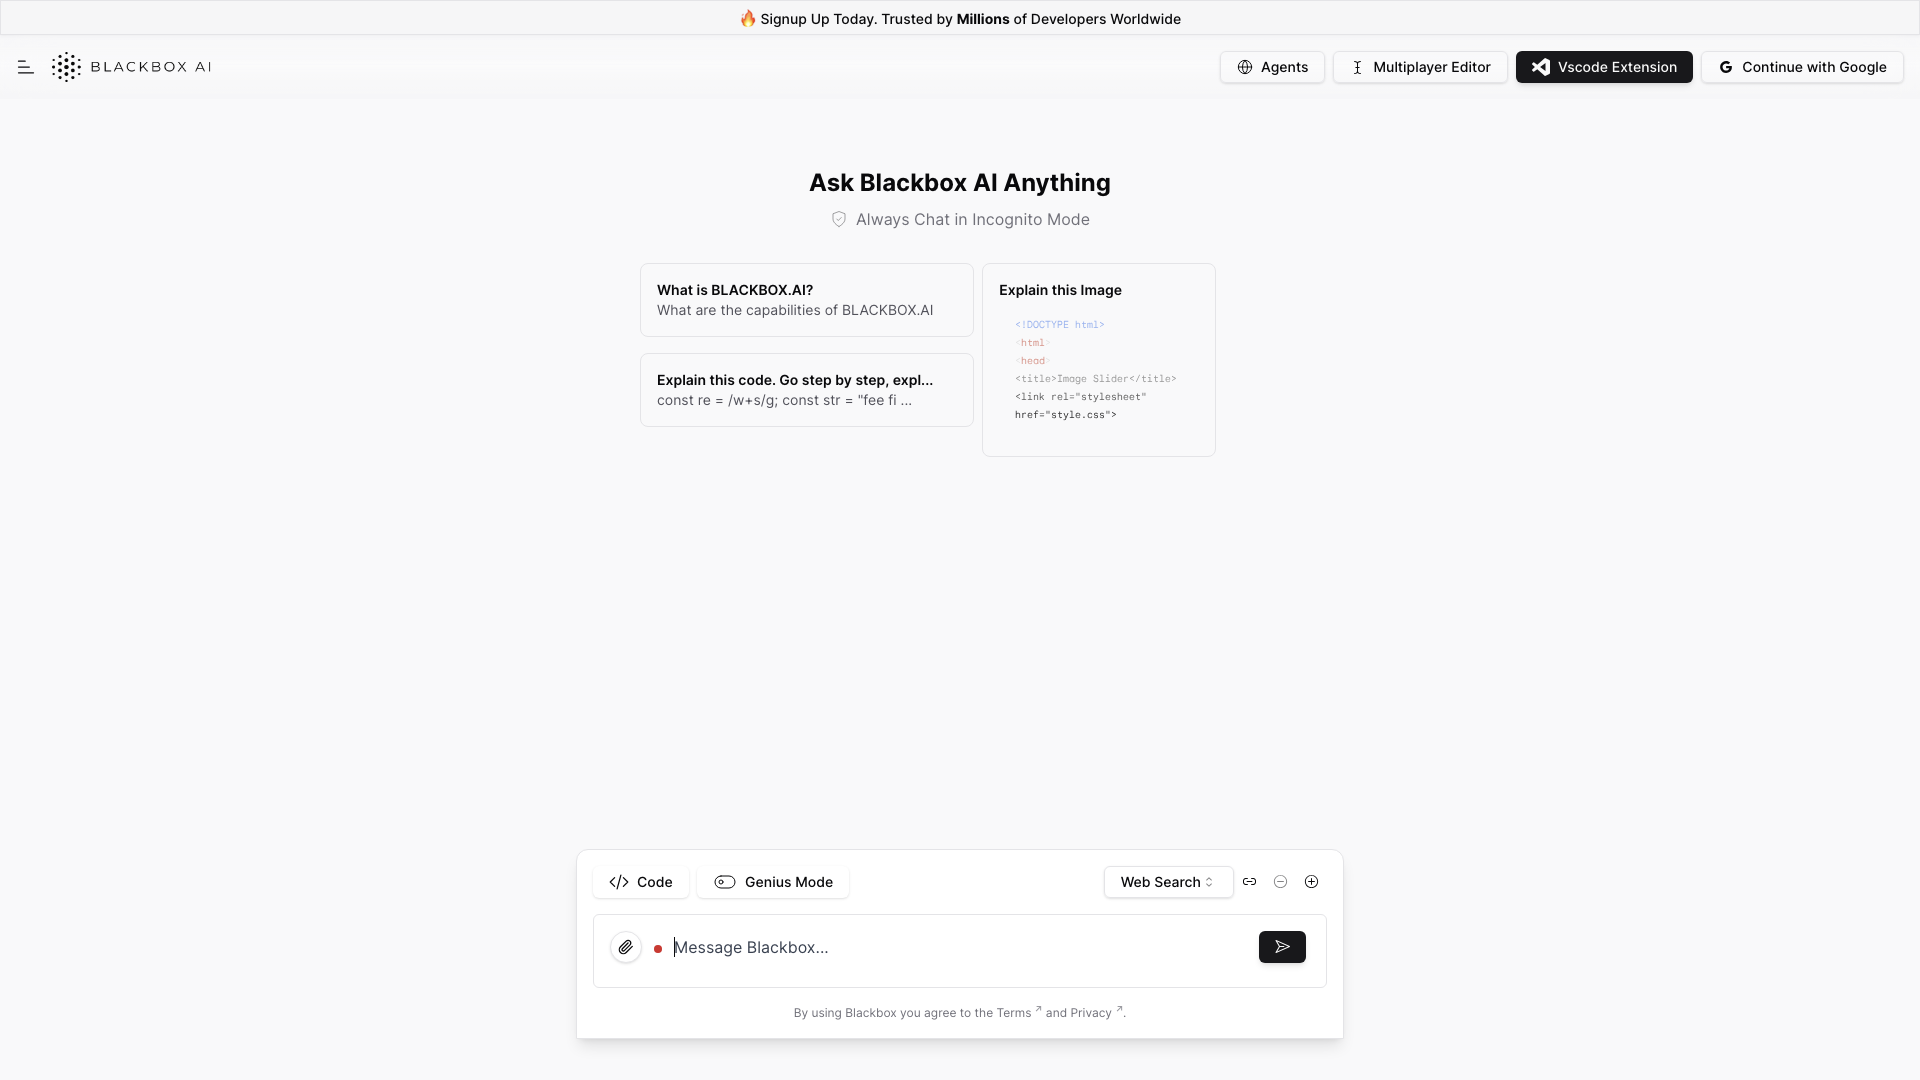 🔥 Signup Up Today. Trusted by Millions of Developers Worldwide
BLACKBOX AI
Agents
Multiplayer Editor
Vscode Extension
G Continue with Google
Ask Blackbox AI Anything
Always Chat in Incognito Mode
What is BLACKBOX.AI?
What are the capabilities of BLACKBOX.AI
Explain this code. Go step by step, expl...
const re = /w+s/g; const str = "fee fi ...
Explain this Image
<!DOCTYPE html>
<html>
<head>
<title>Image Slider</title>
<link rel="stylesheet"
href="style.css">
</> Code
Genius Mode
Web Search
Message Blackbox...
By using Blackbox you agree to the Terms ↗ and Privacy ↗.